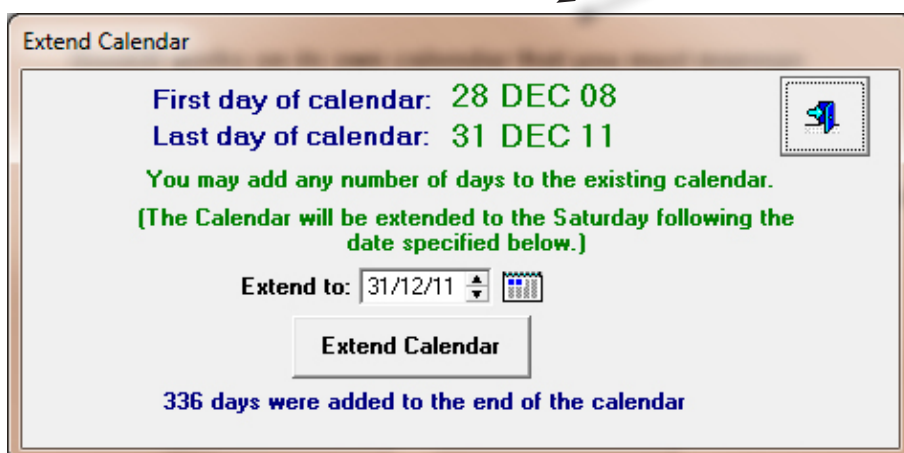 Extend Calendar
First day of calendar: 28 DEC 08
Last day of calendar: 31 DEC 11
You may add any number of days to the existing calendar.
(The Calendar will be extended to the Saturday following the
date specified below.)
Extend to: 31/12/11
Extend Calendar
336 days were added to the end of the calendar